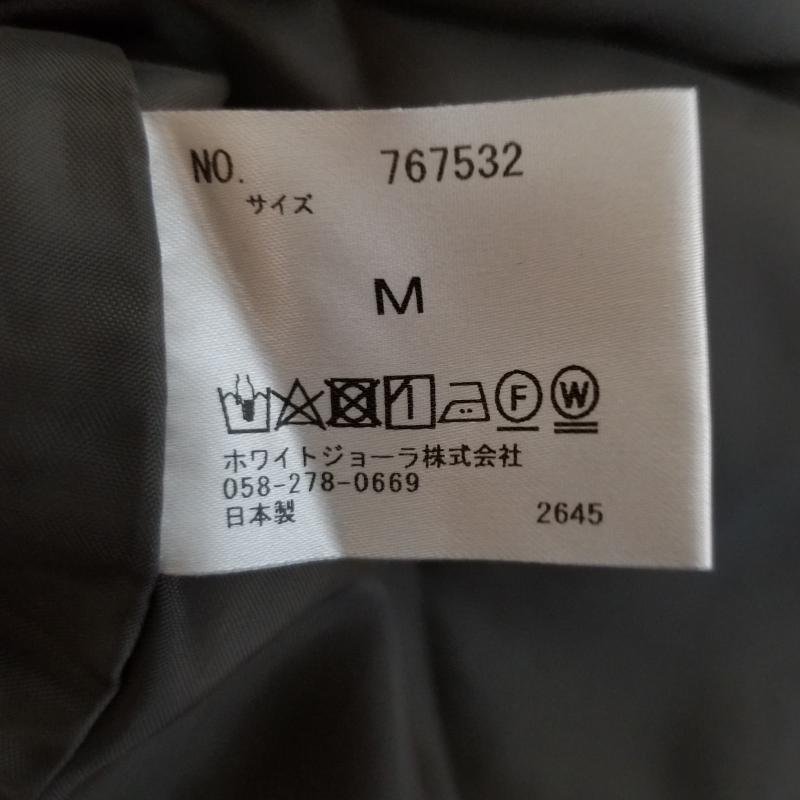 NO. 767532
サイズ
M
F W
ホワイトジョーラ株式会社
058-278-0669
日本製 2645